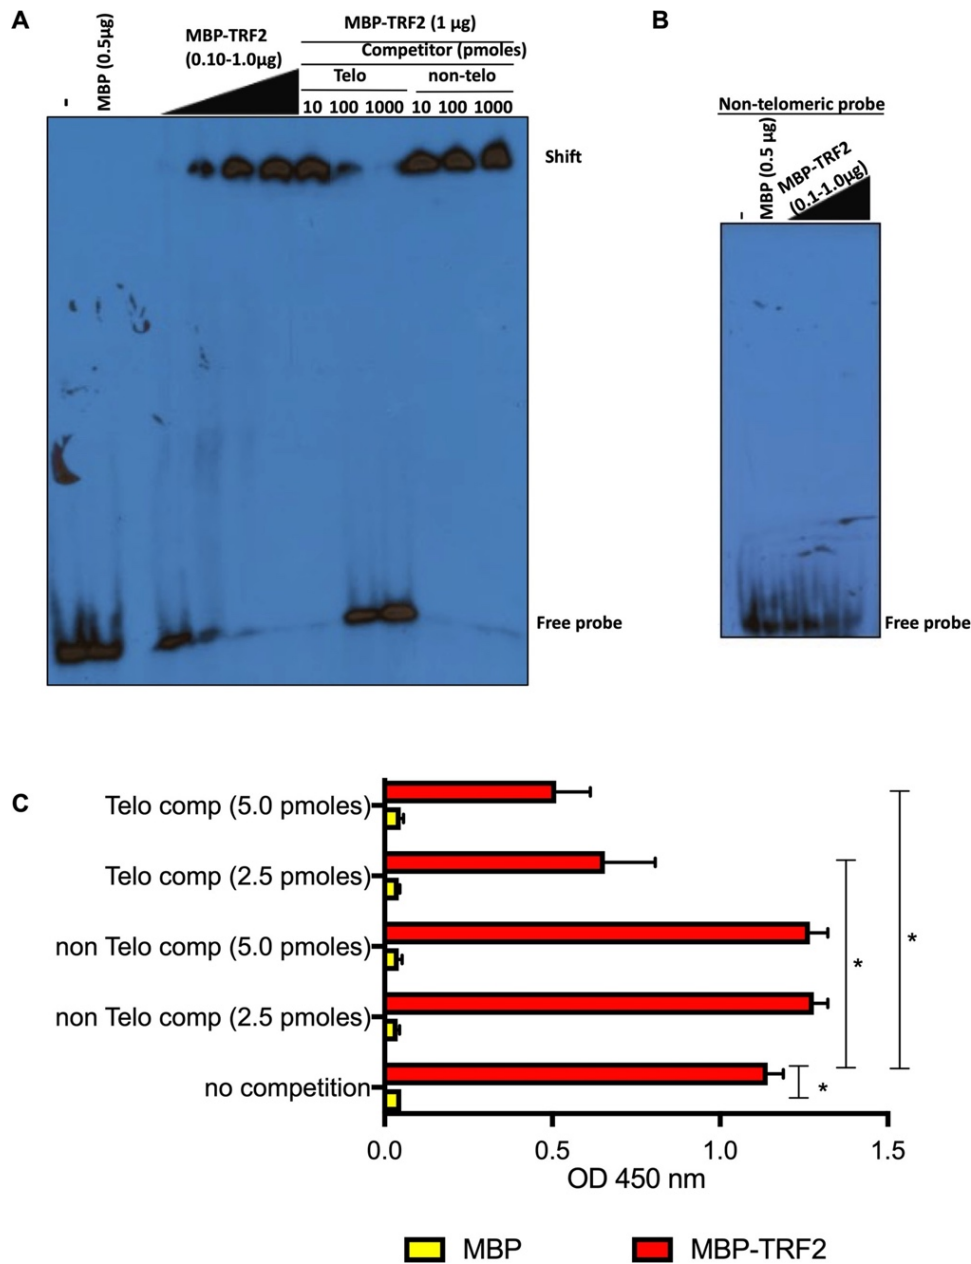 A
-
MBP (0.5µg)
MBP-TRF2
(0.10-1.0µg)
MBP-TRF2 (1 µg)
Competitor (pmoles)
Telo non-telo
10 100 1000 10 100 1000
Shift
Free probe
B
Non-telomeric probe
-
MBP (0.5 µg)
MBP-TRF2
(0.1-1.0µg)
Free probe
C
Telo comp (5.0 pmoles)
Telo comp (2.5 pmoles)
non Telo comp (5.0 pmoles)
non Telo comp (2.5 pmoles)
no competition
*
*
*
0.0 0.5 1.0 1.5
OD 450 nm
MBP MBP-TRF2